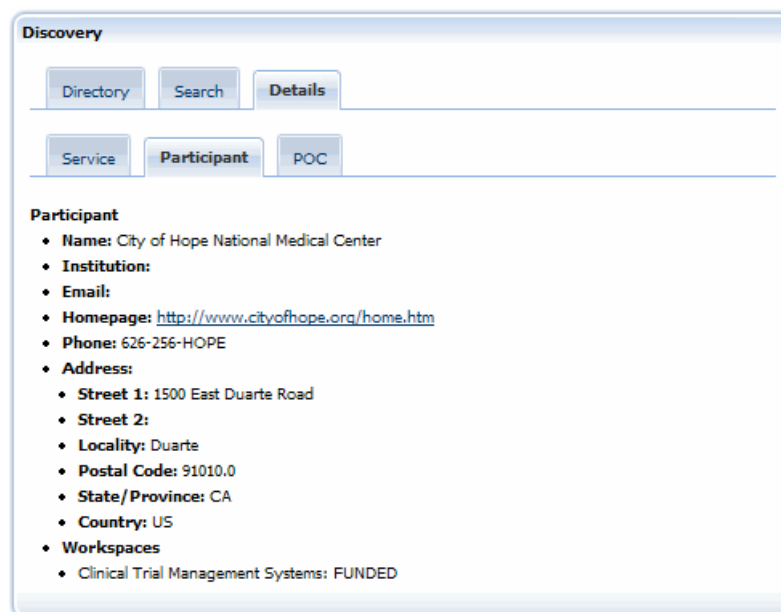 Discovery
Directory Search Details
Service Participant POC
Participant
• Name: City of Hope National Medical Center
• Institution:
• Email:
• Homepage: http://www.cityofhope.org/home.htm
• Phone: 626-256-HOPE
• Address:
• Street 1: 1500 East Duarte Road
• Street 2:
• Locality: Duarte
• Postal Code: 91010.0
• State/Province: CA
• Country: US
• Workspaces
• Clinical Trial Management Systems: FUNDED